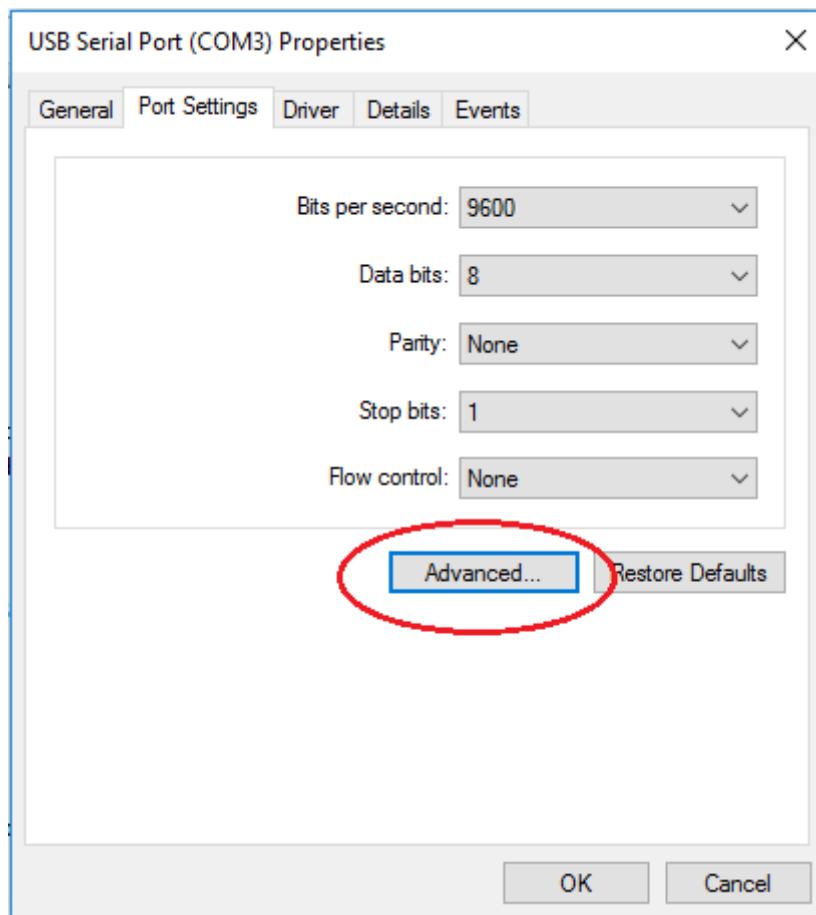 USB Serial Port (COM3) Properties
General Port Settings Driver Details Events
Bits per second: 9600
Data bits: 8
Parity: None
Stop bits: 1
Flow control: None
Advanced... Restore Defaults
OK Cancel